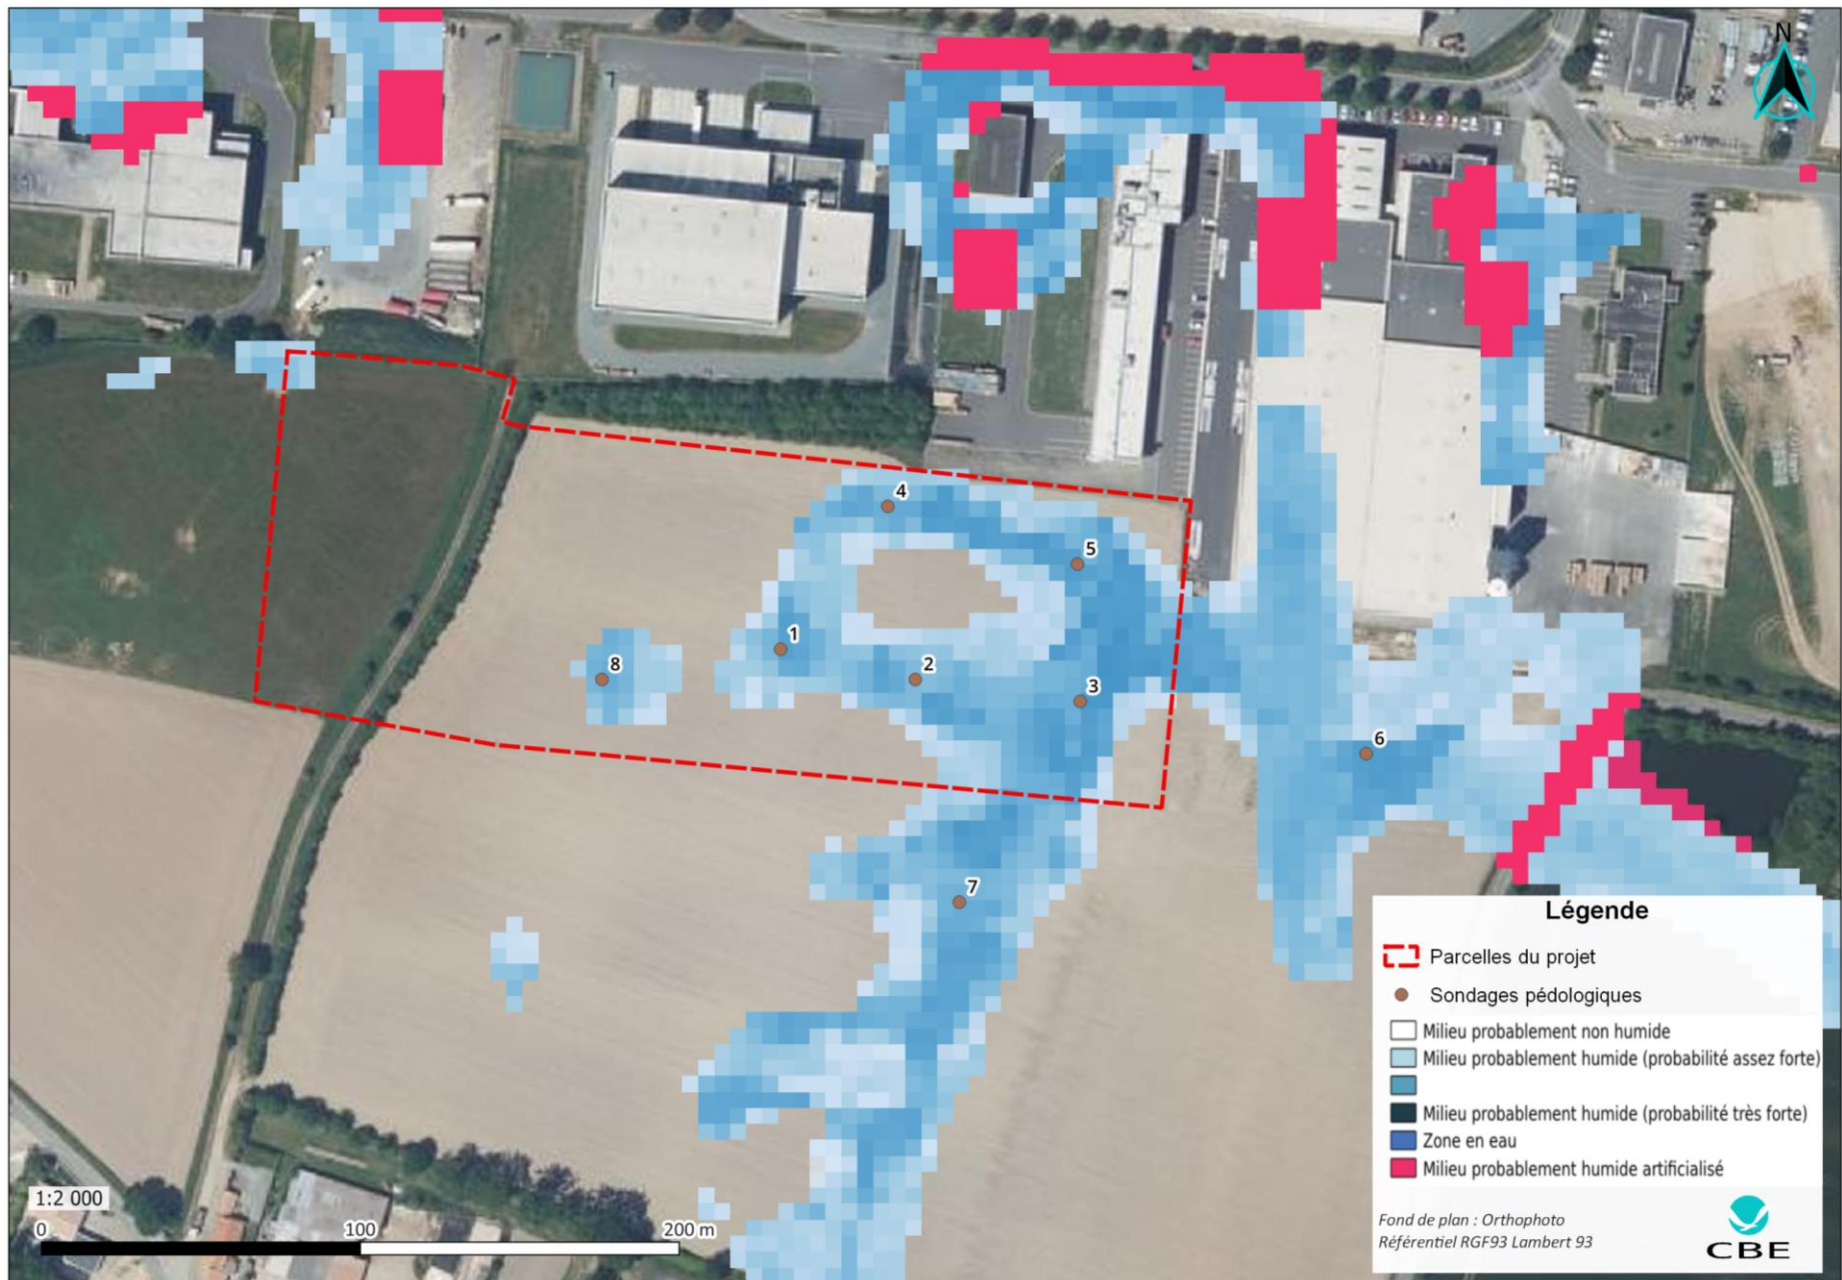 N
4
5
1
2
8
3
6
7
Légende
Parcelles du projet
Sondages pédologiques
Milieu probablement non humide
Milieu probablement humide (probabilité assez forte)
Milieu probablement humide (probabilité très forte)
Zone en eau
Milieu probablement humide artificialisé
1:2 000
0 100 200 m
Fond de plan : Orthophoto
Référentiel RGF93 Lambert 93
CBE